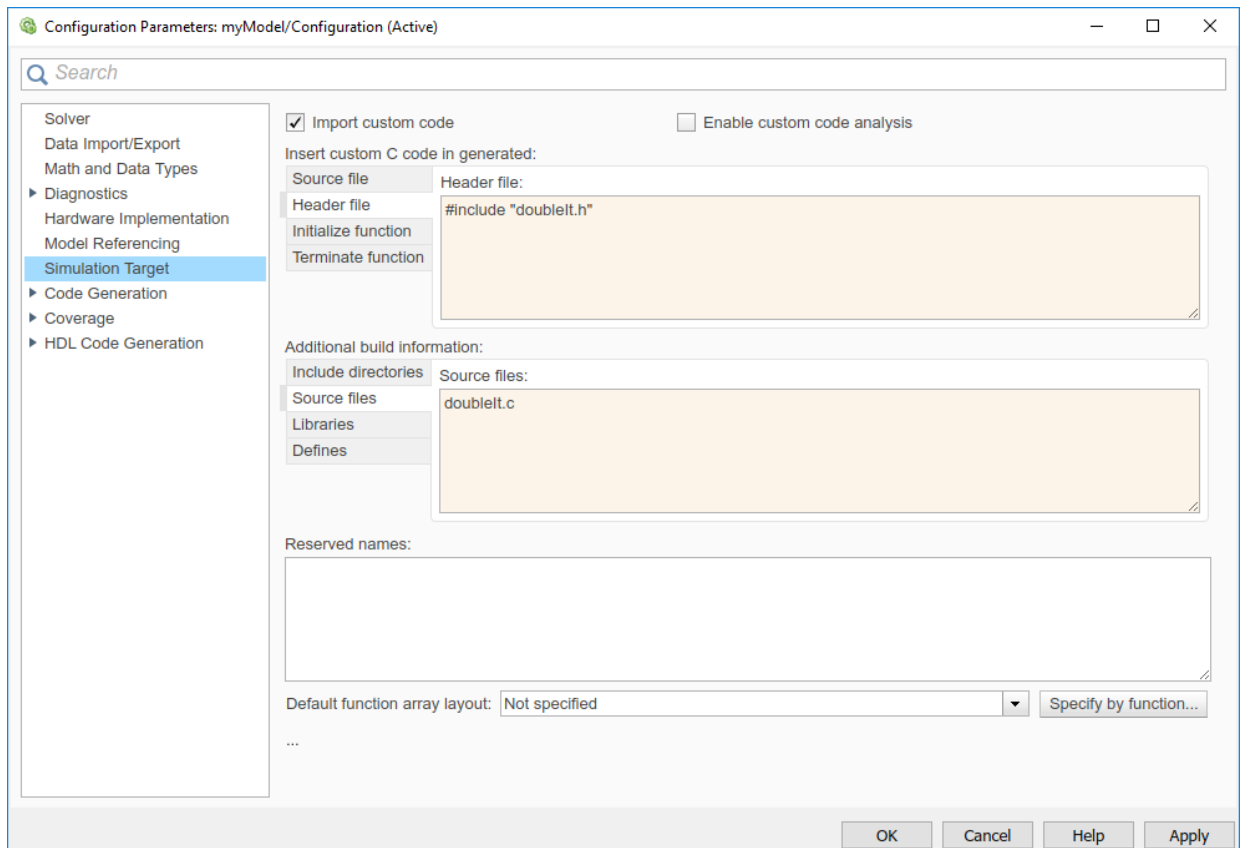 Configuration Parameters: myModel/Configuration (Active)
Search
Solver
Data Import/Export
Math and Data Types
Diagnostics
Hardware Implementation
Model Referencing
Simulation Target
Code Generation
Coverage
HDL Code Generation
Import custom code
Enable custom code analysis
Insert custom C code in generated:
Source file
Header file
Initialize function
Terminate function
Header file:
#include "doubleIt.h"
Additional build information:
Include directories
Source files
Libraries
Defines
Source files:
doubleIt.c
Reserved names:
Default function array layout: Not specified
Specify by function...
...
OK
Cancel
Help
Apply